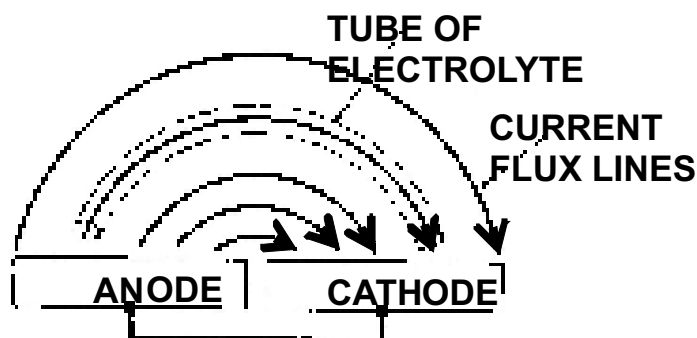 TUBE OF
ELECTROLYTE
CURRENT
FLUX LINES
ANODE
CATHODE